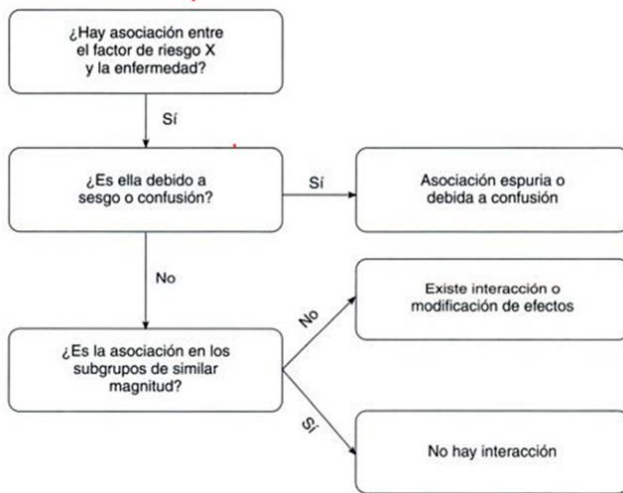 ¿Hay asociación entre
el factor de riesgo X
y la enfermedad?
Sí
¿Es ella debido a
sesgo o confusión?
Sí
Asociación espuria o
debida a confusión
No
Existe interacción o
modificación de efectos
No
¿Es la asociación en los
subgrupos de similar
magnitud?
Sí
No hay interacción